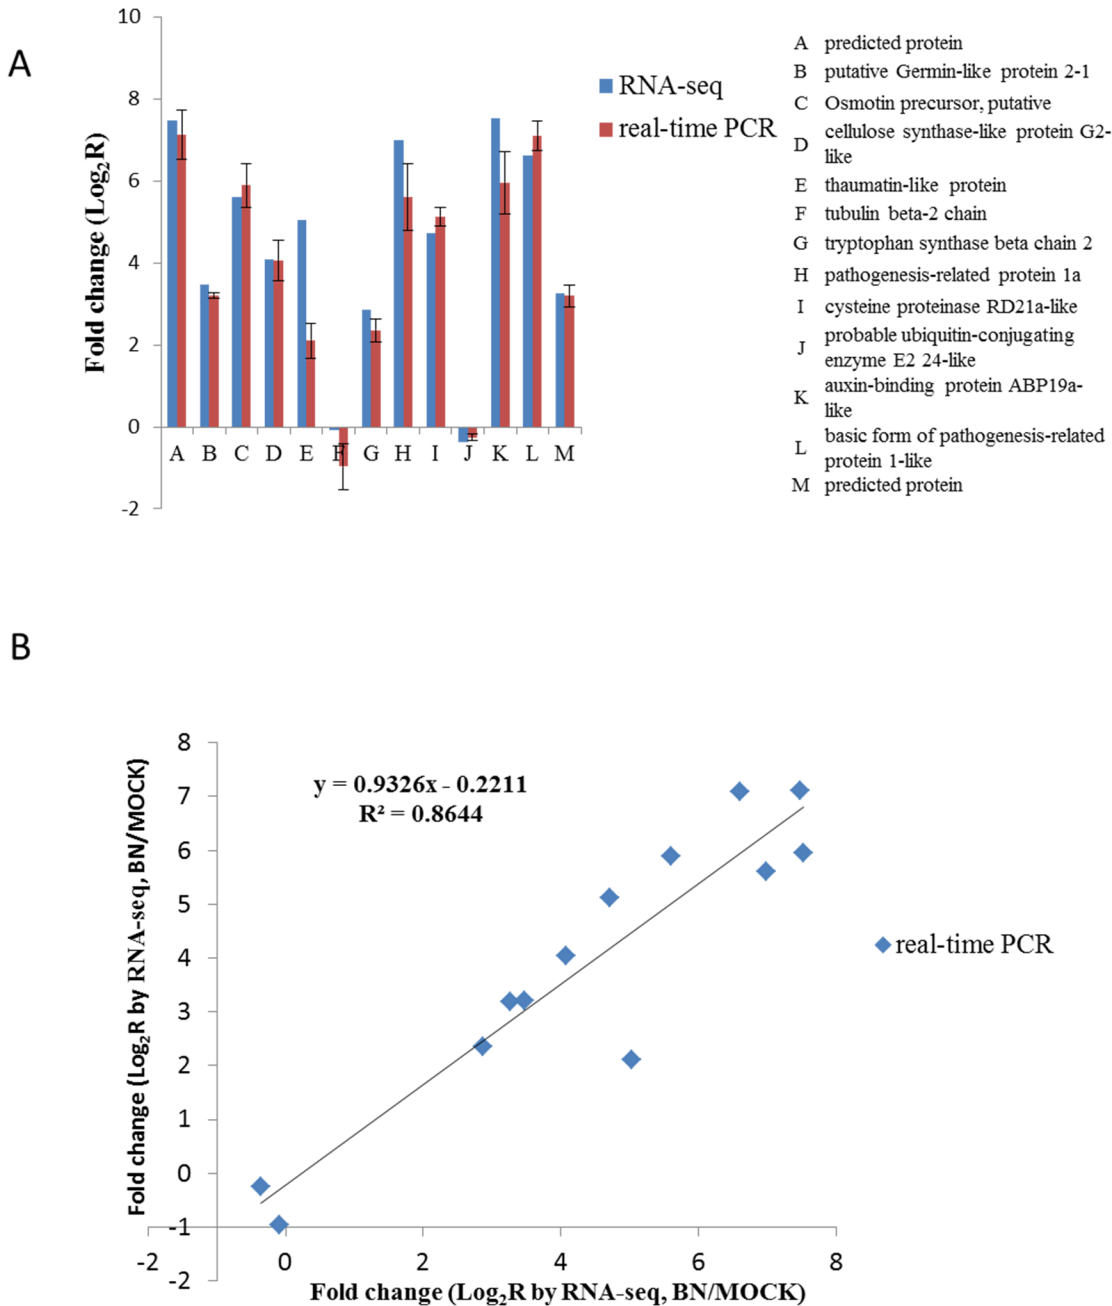 A
10
8
6
4
2
0
-2
Fold change (Log₂R)
A B C D E F G H I J K L M
RNA-seq
real-time PCR
A predicted protein
B putative Germin-like protein 2-1
C Osmotin precursor, putative
D cellulose synthase-like protein G2-
like
E thaumatin-like protein
F tubulin beta-2 chain
G tryptophan synthase beta chain 2
H pathogenesis-related protein 1a
I cysteine proteinase RD21a-like
J probable ubiquitin-conjugating
enzyme E2 24-like
K auxin-binding protein ABP19a-
like
L basic form of pathogenesis-related
protein 1-like
M predicted protein
B
8
7
6
5
4
3
2
1
0
-1
-2
Fold change (Log₂R by RNA-seq, BN/MOCK)
y = 0.9326x - 0.2211
R² = 0.8644
real-time PCR
-2 0 2 4 6 8
Fold change (Log₂R by RNA-seq, BN/MOCK)